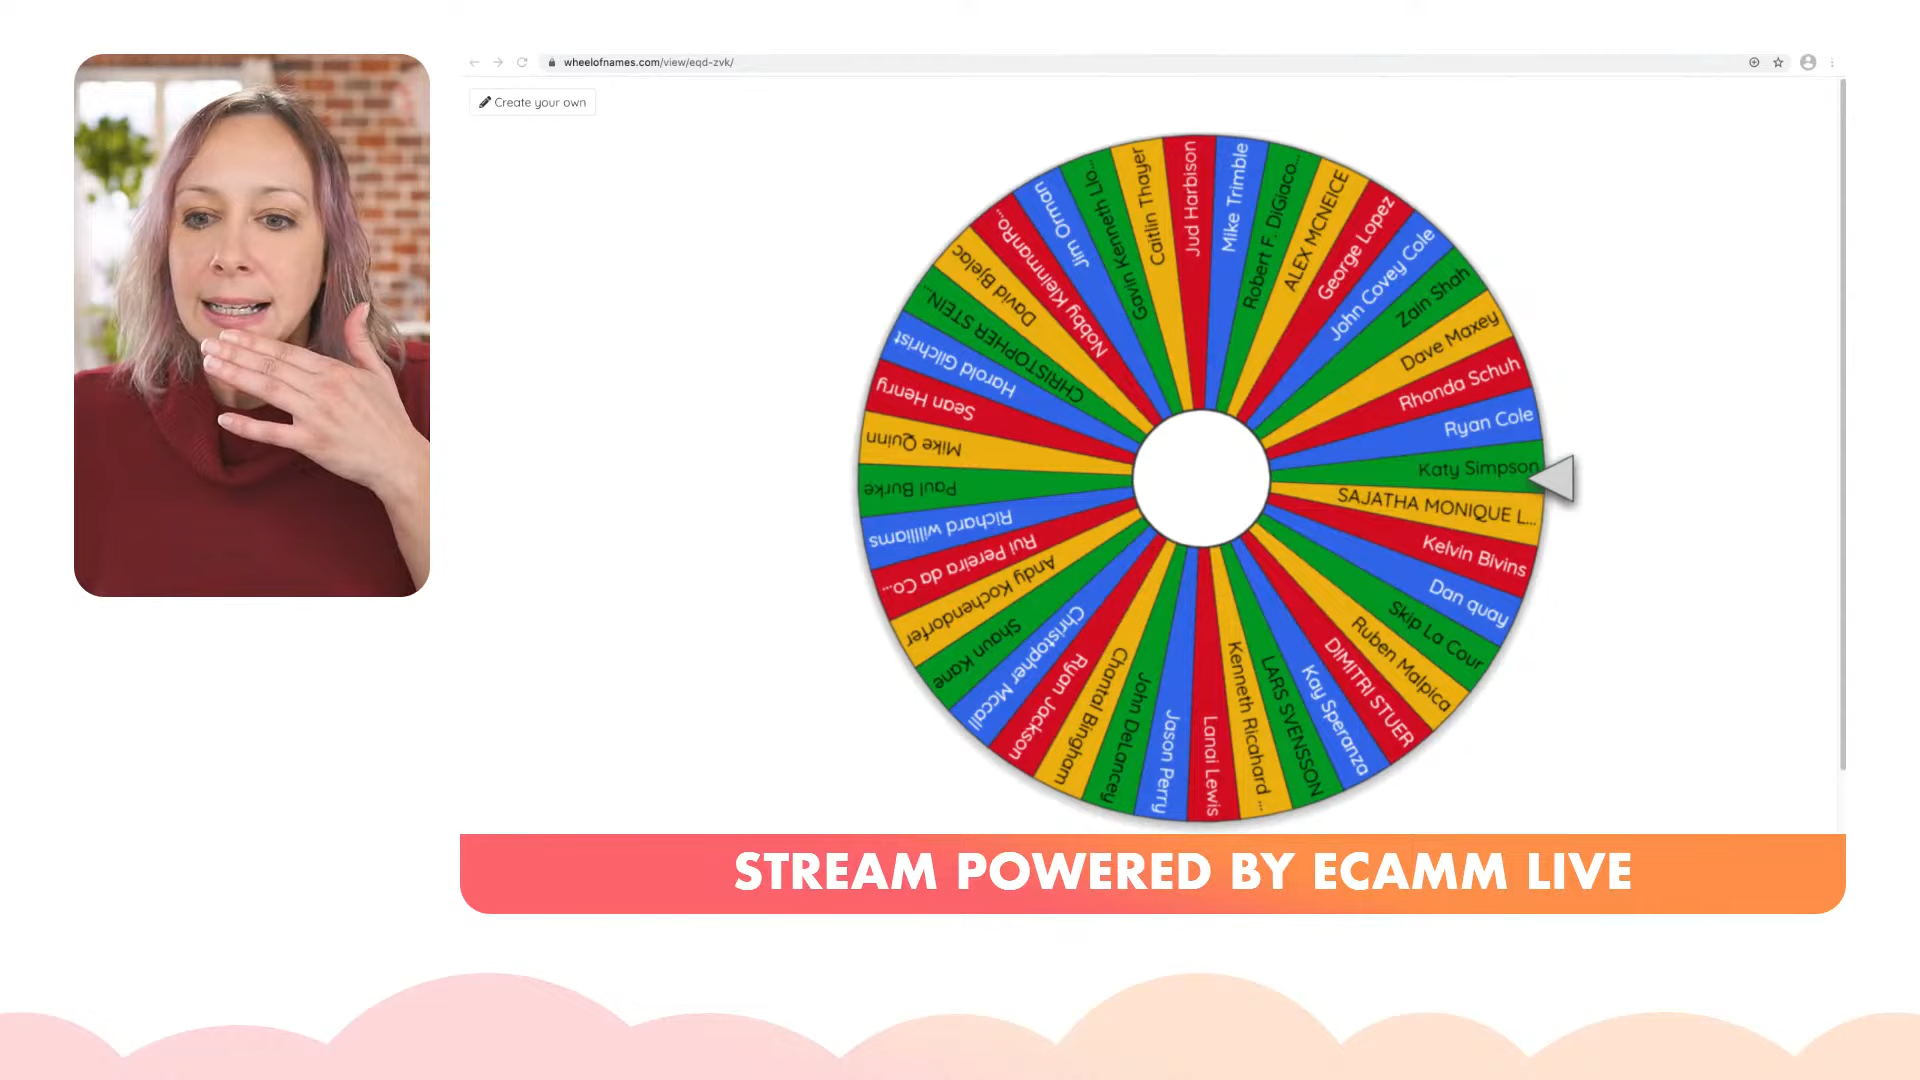 wheelofnames.com/view/eqd-zvk/
Create your own
Jud Harbison
Mike Trimble
Robert F. DiGiaco...
ALEX MCNEICE
George Lopez
John Covey Cole
Zain Shah
Dave Maxey
Rhonda Schuh
Ryan Cole
Katy Simpson
SAJATHA MONIQUE L...
Kelvin Bivins
Dan quay
Skip La Cour
Ruben Malpica
DIMITRI STUER
Kay Speranza
LARS SVENSSON
Kenneth Ricahard ...
Lanai Lewis
Jason Perry
John DeLancey
Chantal Bingham
Ryan Jackson
Christopher Mccall
Shaun Kane
Andy Kochendorfer
Rui Pereira da Co...
Richard williams
Paul Burke
Mike Quinn
Sean Henry
Harold Gilchrist
CHRISTOPHER STEIN...
David Bjelac
Nobby KleinmanRo...
Jim Orman
Gavin Kenneth Llo...
Caitlin Thayer
STREAM POWERED BY ECAMM LIVE